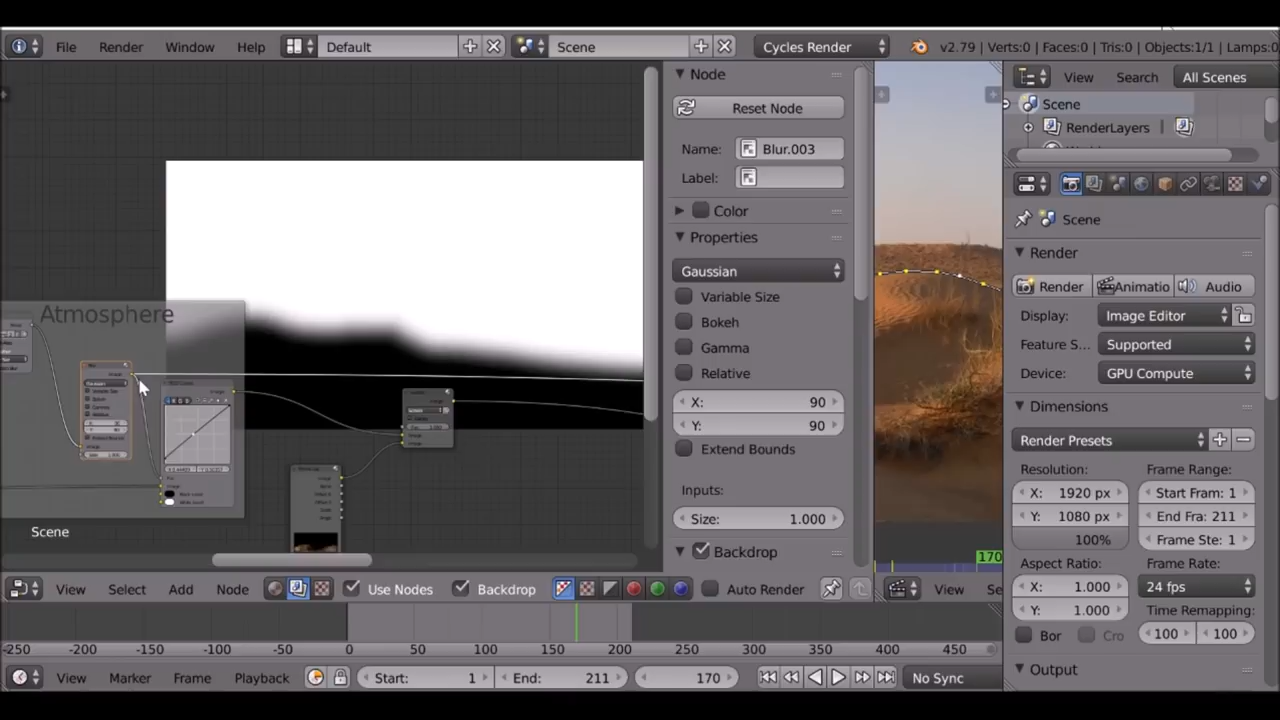 File Render Window Help Default Scene Cycles Render v2.79 | Verts:0 | Faces:0 | Tris:0 | Objects:1/1 | Lamps:0
Node
Reset Node
Name: Blur.003
Label:
Color
Properties
Gaussian
Variable Size
Bokeh
Gamma
Relative
X: 90
Y: 90
Extend Bounds
Inputs:
Size: 1.000
Backdrop
Atmosphere
Scene
170
View Search All Scenes
Scene
RenderLayers
Scene
Render
Render Animatio Audio
Display: Image Editor
Feature S... Supported
Device: GPU Compute
Dimensions
Render Presets
Resolution: Frame Range:
X: 1920 px Start Fram: 1
Y: 1080 px End Fra: 211
100% Frame Ste: 1
Aspect Ratio: Frame Rate:
X: 1.000 24 fps
Y: 1.000 Time Remapping:
Bor Cro 100 100
Output
View Select Add Node Use Nodes Backdrop Auto Render View Se
-250 -200 -150 -100 -50 0 50 100 150 200 250 300 350 400 450
View Marker Frame Playback Start: 1 End: 211 170 No Sync